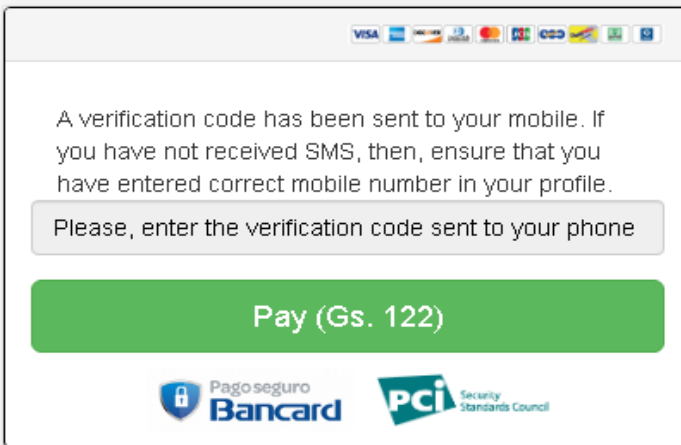 VISA
DISCOVER
JCB
A verification code has been sent to your mobile. If
you have not received SMS, then, ensure that you
have entered correct mobile number in your profile.
Please, enter the verification code sent to your phone
Pay (Gs. 122)
Pago seguro
Bancard
PCi Security
Standards Council